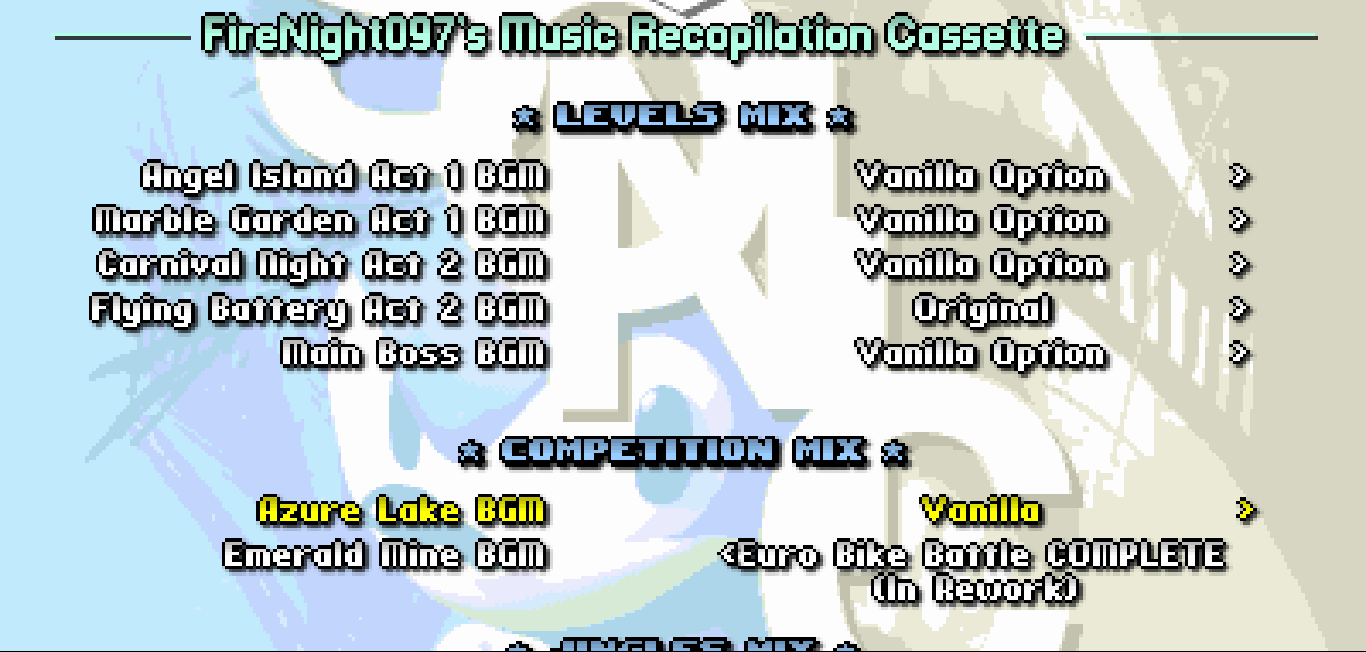 FireNight097's Music Recopilation Cassette
★ LEVELS MIX ★
Angel Island Act 1 BGM Vanilla Option >
Marble Garden Act 1 BGM Vanilla Option >
Carnival Night Act 2 BGM Vanilla Option >
Flying Battery Act 2 BGM Original >
Main Boss BGM Vanilla Option >
★ COMPETITION MIX ★
Azure Lake BGM Vanilla >
Emerald Mine BGM <Euro Bike Battle COMPLETE
(In Rework)
★ JINGLES MIX ★